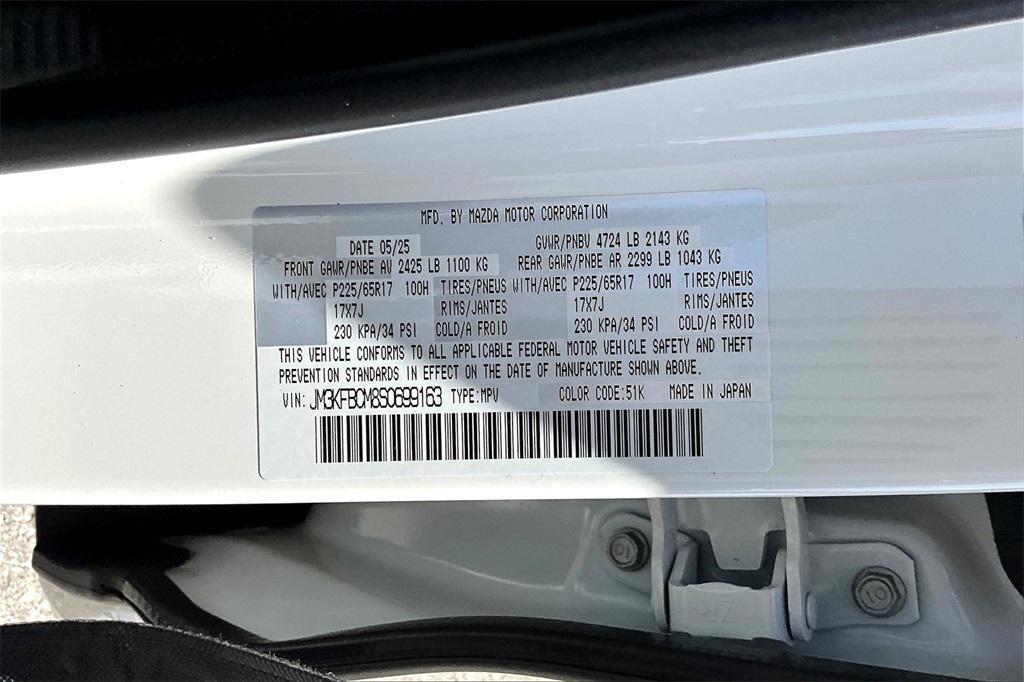 MFD. BY MAZDA MOTOR CORPORATION
DATE 05/25 GVWR/PNBV 4724 LB 2143 KG
FRONT GAWR/PNBE AV 2425 LB 1100 KG REAR GAWR/PNBE AR 2299 LB 1043 KG
WITH/AVEC P225/65R17 100H TIRES/PNEUS WITH/AVEC P225/65R17 100H TIRES/PNEUS
17X7J RIMS/JANTES 17X7J RIMS/JANTES
230 KPA/34 PSI COLD/A FROID 230 KPA/34 PSI COLD/A FROID
THIS VEHICLE CONFORMS TO ALL APPLICABLE FEDERAL MOTOR VEHICLE SAFETY AND THEFT
PREVENTION STANDARDS IN EFFECT ON THE DATE OF MANUFACTURE SHOWN ABOVE.
VIN: JM3KFBCM8S0699163 TYPE:MPV COLOR CODE:51K MADE IN JAPAN